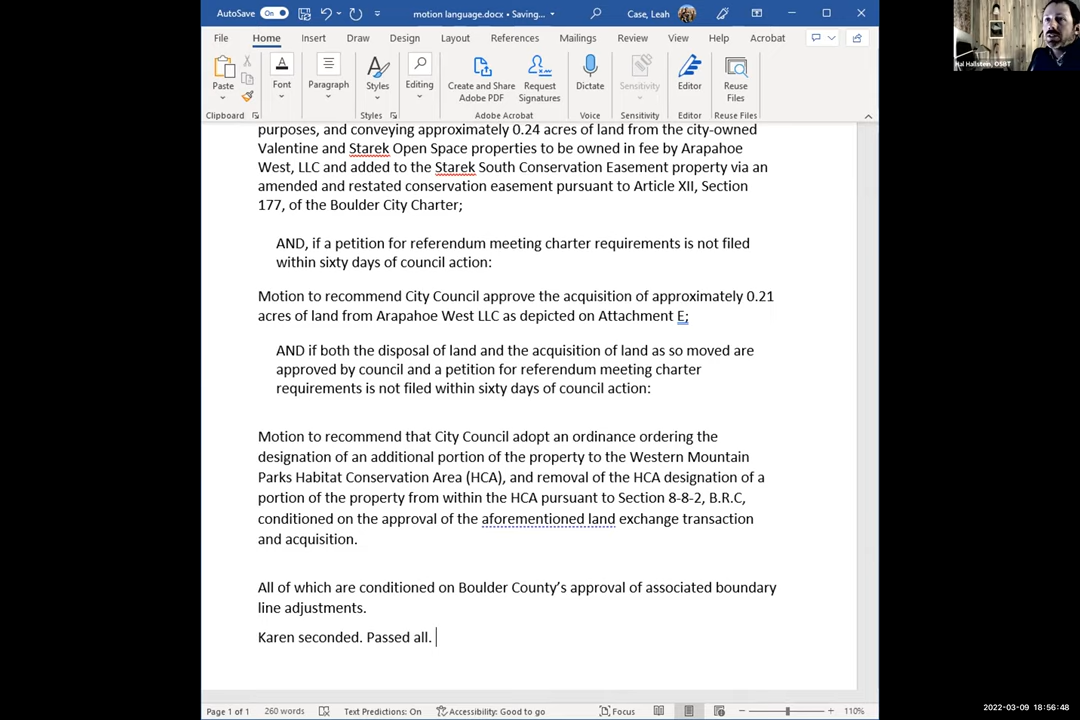 AutoSave On motion language.docx • Saving... Case, Leah
File Home Insert Draw Design Layout References Mailings Review View Help Acrobat
Paste Font Paragraph Styles Editing Create and Share Adobe PDF Request Signatures Dictate Sensitivity Editor Reuse Files
Clipboard Styles Adobe Acrobat Voice Sensitivity Editor Reuse Files
Hal Hallstein, OSBT
purposes, and conveying approximately 0.24 acres of land from the city-owned
Valentine and Starek Open Space properties to be owned in fee by Arapahoe
West, LLC and added to the Starek South Conservation Easement property via an
amended and restated conservation easement pursuant to Article XII, Section
177, of the Boulder City Charter;
AND, if a petition for referendum meeting charter requirements is not filed
within sixty days of council action:
Motion to recommend City Council approve the acquisition of approximately 0.21
acres of land from Arapahoe West LLC as depicted on Attachment E;
AND if both the disposal of land and the acquisition of land as so moved are
approved by council and a petition for referendum meeting charter
requirements is not filed within sixty days of council action:
Motion to recommend that City Council adopt an ordinance ordering the
designation of an additional portion of the property to the Western Mountain
Parks Habitat Conservation Area (HCA), and removal of the HCA designation of a
portion of the property from within the HCA pursuant to Section 8-8-2, B.R.C,
conditioned on the approval of the aforementioned land exchange transaction
and acquisition.
All of which are conditioned on Boulder County’s approval of associated boundary
line adjustments.
Karen seconded. Passed all.
Page 1 of 1 260 words Text Predictions: On Accessibility: Good to go Focus 110%
2022-03-09 18:56:48